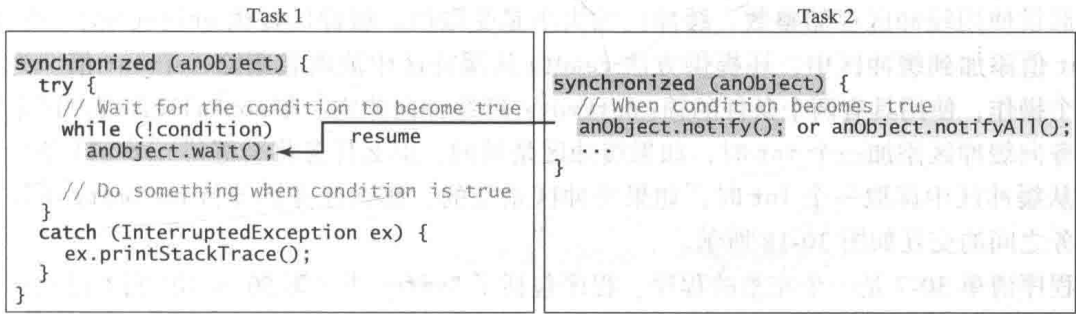 Task 1
synchronized (anObject) {
try {
// Wait for the condition to become true
while (!condition)
anObject.wait();
// Do something when condition is true
}
catch (InterruptedException ex) {
ex.printStackTrace();
}
}
resume
Task 2
synchronized (anObject) {
// When condition becomes true
anObject.notify(); or anObject.notifyAll();
...
}